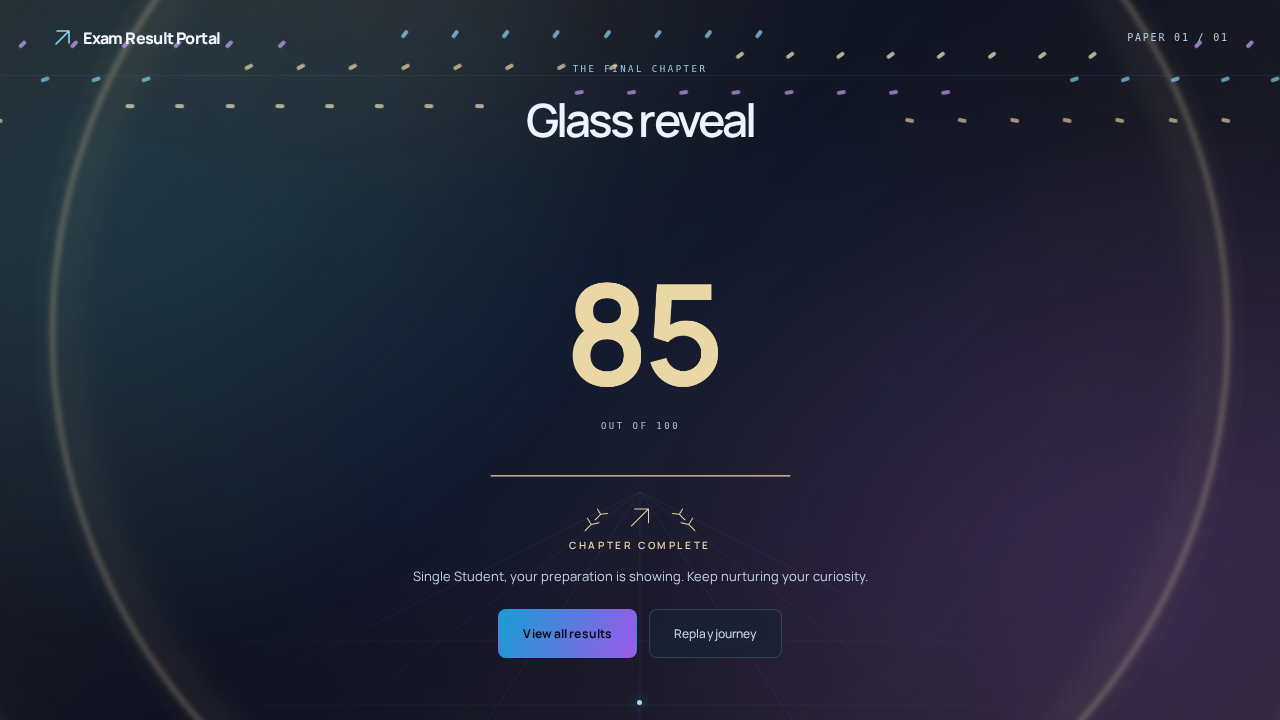 Exam Result Portal
PAPER 01 / 01
THE FINAL CHAPTER
Glass reveal
85
OUT OF 100
CHAPTER COMPLETE
Single Student, your preparation is showing. Keep nurturing your curiosity.
View all results
Replay journey